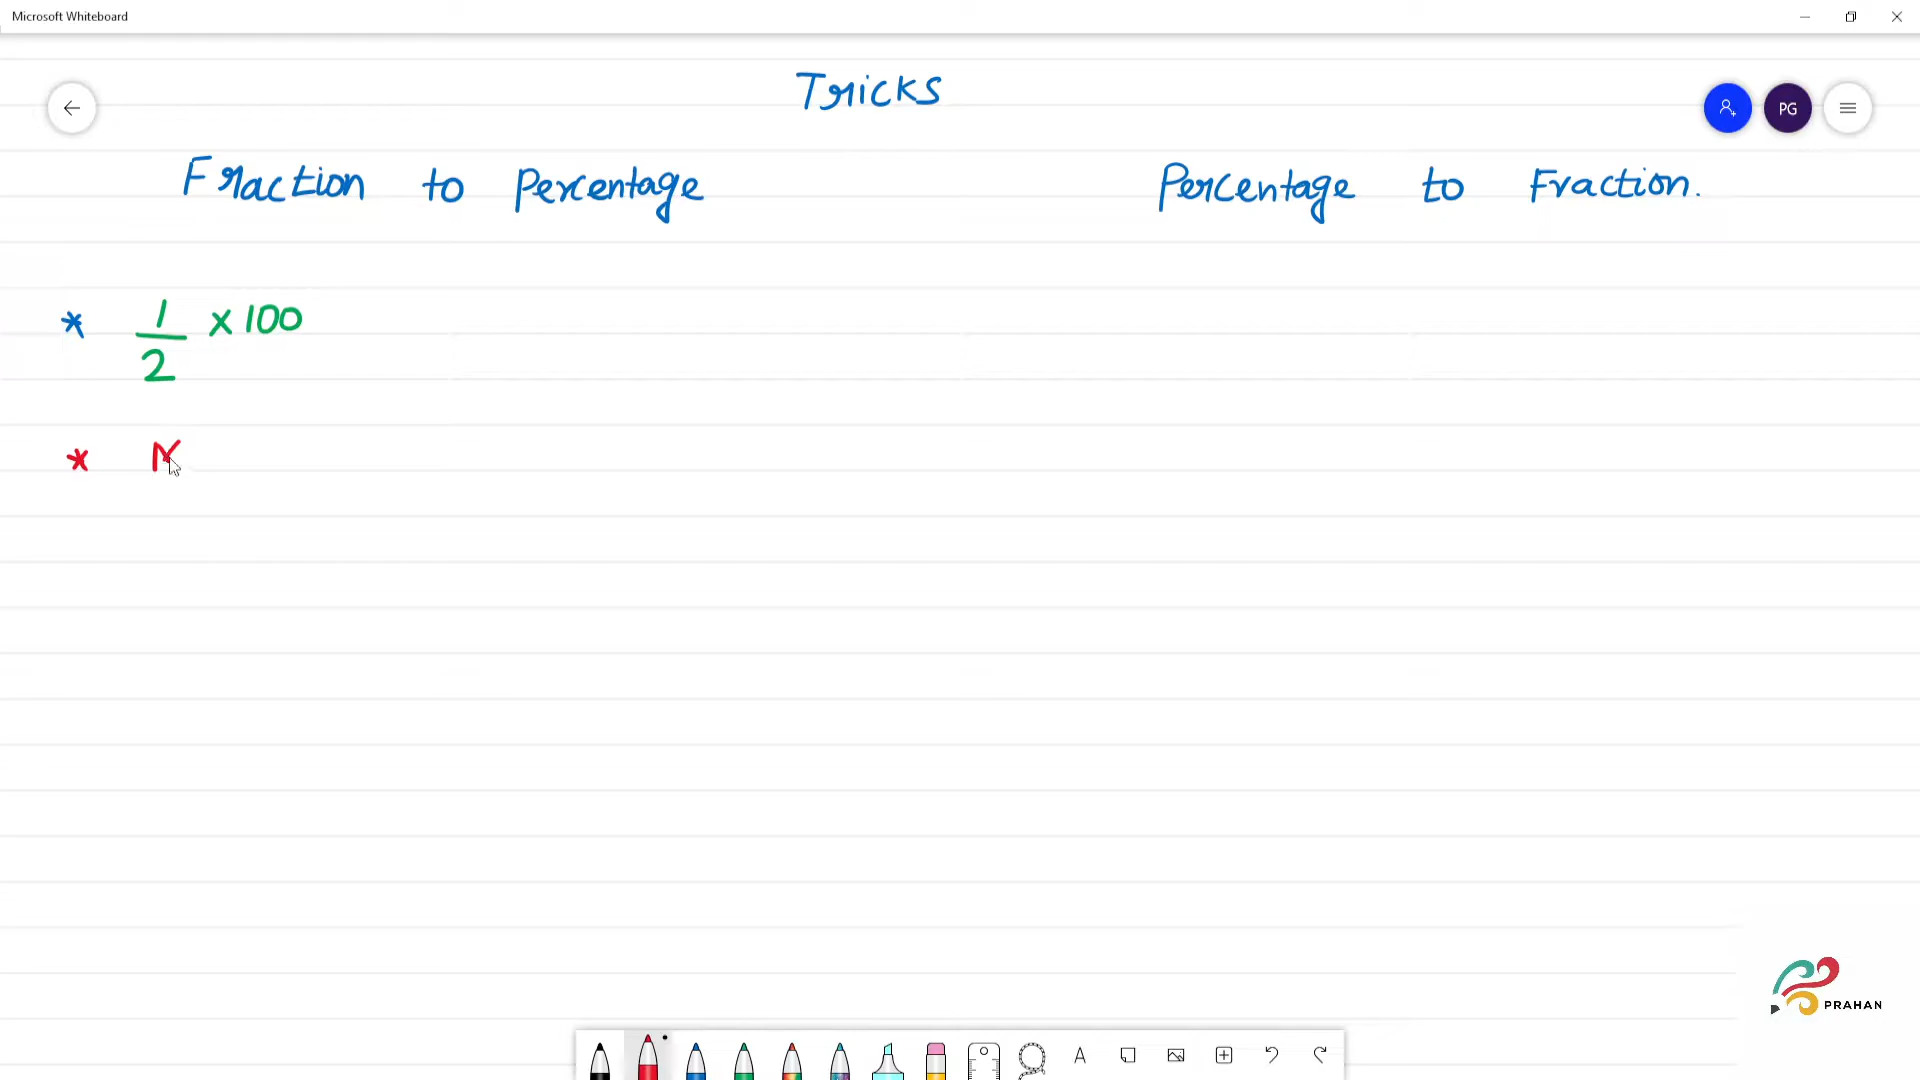 Microsoft Whiteboard
Tricks
PG
Fraction to Percentage
Percentage to Fraction.
* 1/2 x 100
*
A
PRAHAN